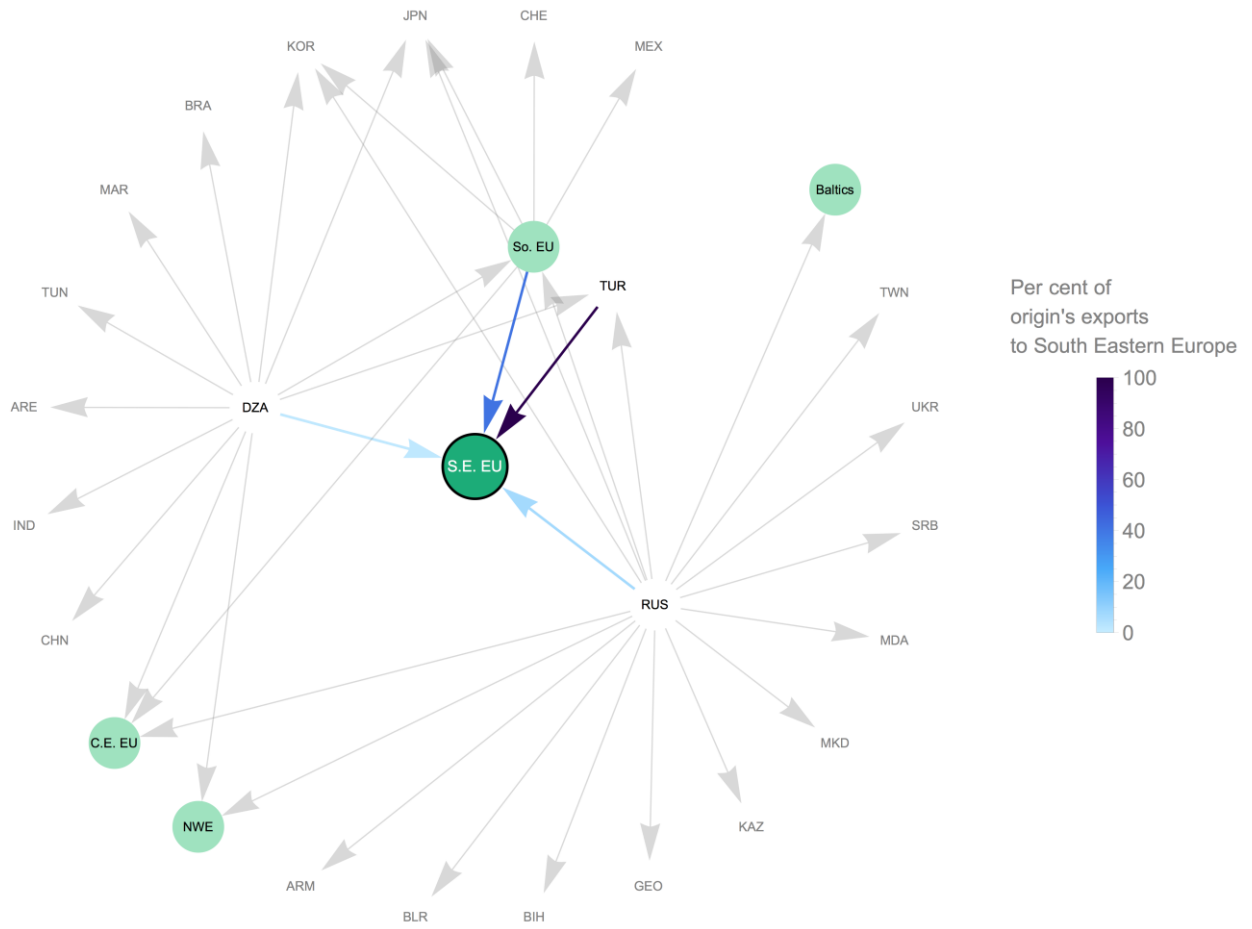 JPN
CHE
KOR
MEX
BRA
MAR
Baltics
So. EU
TUR
TUN
TWN
Per cent of
origin's exports
to South Eastern Europe
100
80
60
40
20
0
ARE
DZA
UKR
S.E. EU
IND
SRB
RUS
CHN
MDA
C.E. EU
MKD
NWE
KAZ
ARM
GEO
BLR
BIH